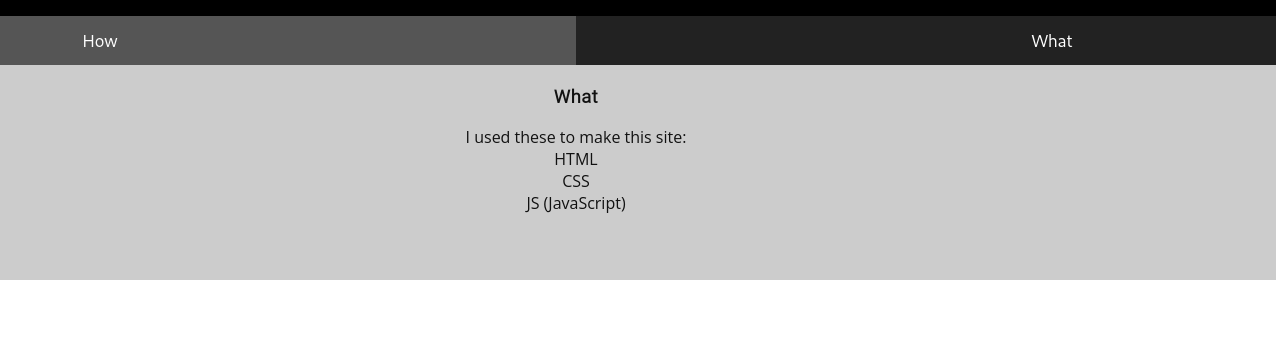 How
What
What
I used these to make this site:
HTML
CSS
JS (JavaScript)